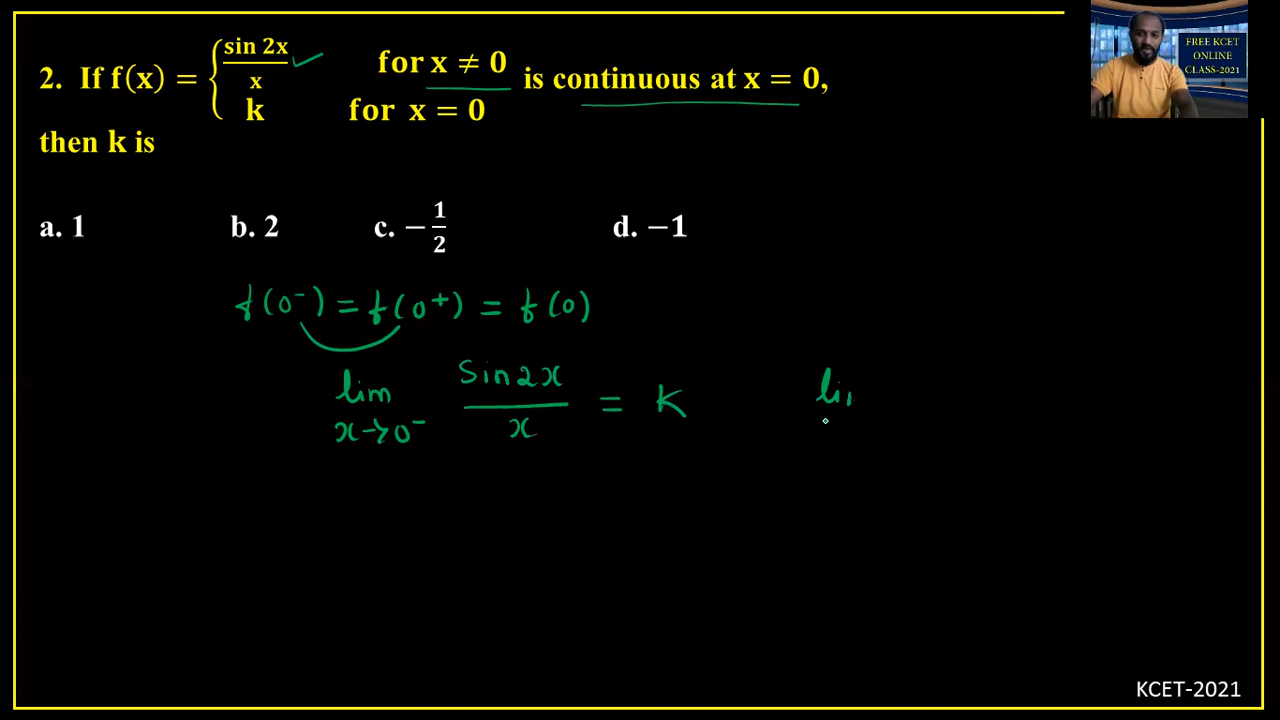 FREE KCET
ONLINE
CLASS-2021
2. If f(x) = { sin 2x / x for x ≠ 0 is continuous at x = 0,
k for x = 0
then k is
a. 1 b. 2 c. −1/2 d. −1
f(0⁻) = f(0⁺) = f(0)
lim x→0⁻ sin2x / x = K li
KCET-2021